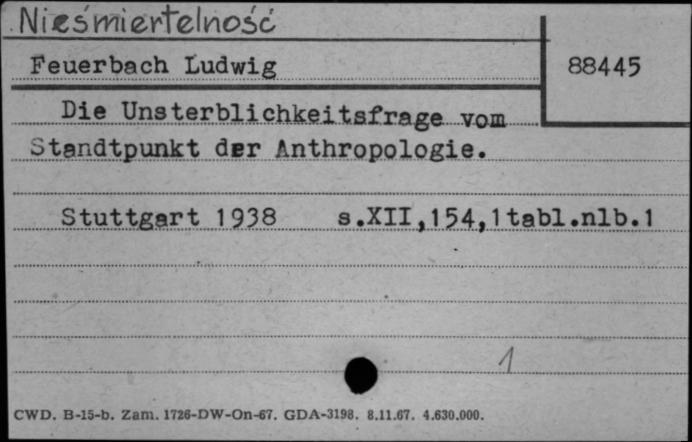 Nieśmiertelność
Feuerbach Ludwig
88445
Die Unsterblichkeitsfrage vom
Standtpunkt der Anthropologie.
Stuttgart 1938 s.XII,154,1tabl.nlb.1
1
CWD. B-15-b. Zam. 1726-DW-On-67. GDA-3198. 8.11.67. 4.630.000.